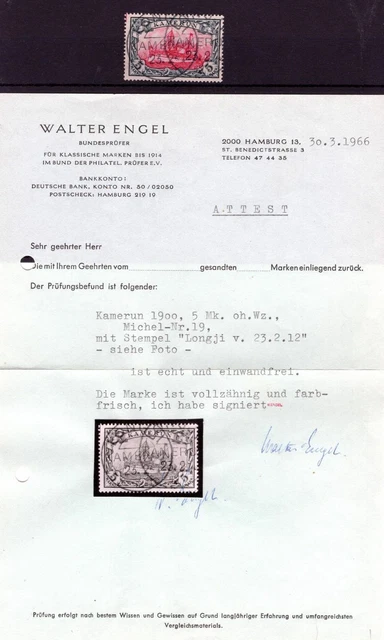 KAMERUN
WALTER ENGEL
BUNDESPRÜFER
FÜR KLASSISCHE MARKEN BIS 1914
IM BUND DER PHILATEL. PRÜFER E.V.
BANKKONTO:
DEUTSCHE BANK, KONTO NR. 50/02050
POSTSCHECK: HAMBURG 219 19
2000 HAMBURG 13, 30.3.1966
ST. BENEDICTSTRASSE 3
TELEFON 47 44 35
ATTEST
Sehr geehrter Herr
Die mit Ihrem Geehrten vom gesandten Marken einliegend zurück.
Der Prüfungsbefund ist folgender:
Kamerun 1900, 5 Mk. oh.Wz.,
Michel-Nr.19,
mit Stempel "Longji v. 23.2.12"
- siehe Foto -
ist echt und einwandfrei.
Die Marke ist vollzähnig und farb-
frisch, ich habe signiert
KAMERUN
Walter Engel.
W. Engel.
Prüfung erfolgt nach bestem Wissen und Gewissen auf Grund langjähriger Erfahrung und umfangreichsten
Vergleichsmaterials.